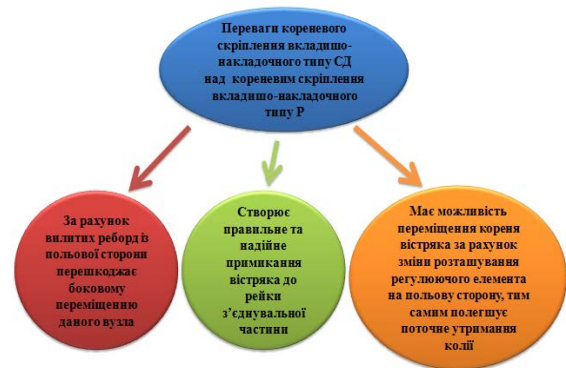 Переваги кореневого
скріплення вкладишо-
накладочного типу СД
над кореневим скріплення
вкладишо-накладочного
типу Р
За рахунок
вилитих реборд із
польової сторони
перешкоджає
боковому
переміщенню
даного вузла
Створює
правильне та
надійне
примикання
вістряка до
рейки
з’єднувальної
частини
Має можливість
переміщення кореня
вістряка за рахунок
зміни розташування
регулюючого елемента
на польову сторону, тим
самим полегшує
поточне утримання
колії